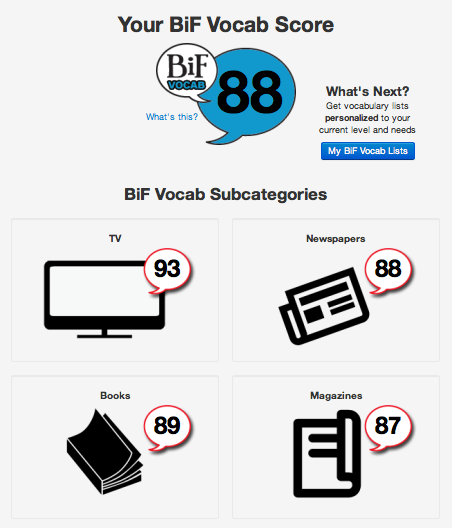 Your BiF Vocab Score
BiF
VOCAB
88
What's this?
What's Next?
Get vocabulary lists
personalized to your
current level and needs
My BiF Vocab Lists
BiF Vocab Subcategories
TV
93
Newspapers
88
Books
89
Magazines
87